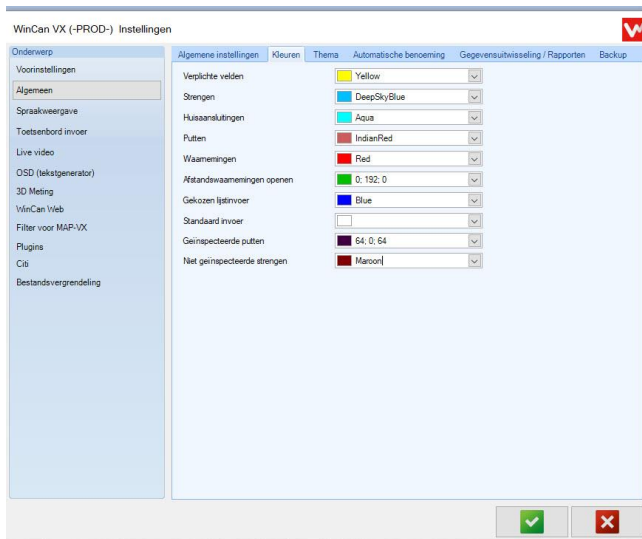 WinCan VX (-PROD-) Instellingen
Onderwerp
Voorinstellingen
Algemeen
Spraakweergave
Toetsenbord invoer
Live video
OSD (tekstgenerator)
3D Meting
WinCan Web
Filter voor MAP-VX
Plugins
Citi
Bestandsvergrendeling
Algemene instellingen Kleuren Thema Automatische benoeming Gegevensuitwisseling / Rapporten Backup
Verplichte velden Yellow
Strengen DeepSkyBlue
Huisaansluitingen Aqua
Putten IndianRed
Waarnemingen Red
Afstandswaarnemingen openen 0; 192; 0
Gekozen lijstinvoer Blue
Standaard invoer
Geïnspecteerde putten 64; 0; 64
Niet geïnspecteerde strengen Maroon